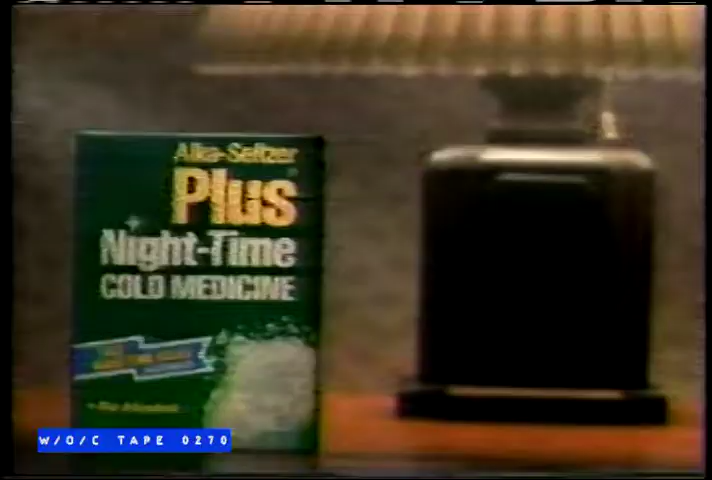 Alka-Seltzer
Plus
Night-Time
COLD MEDICINE
W/O/C TAPE 0270